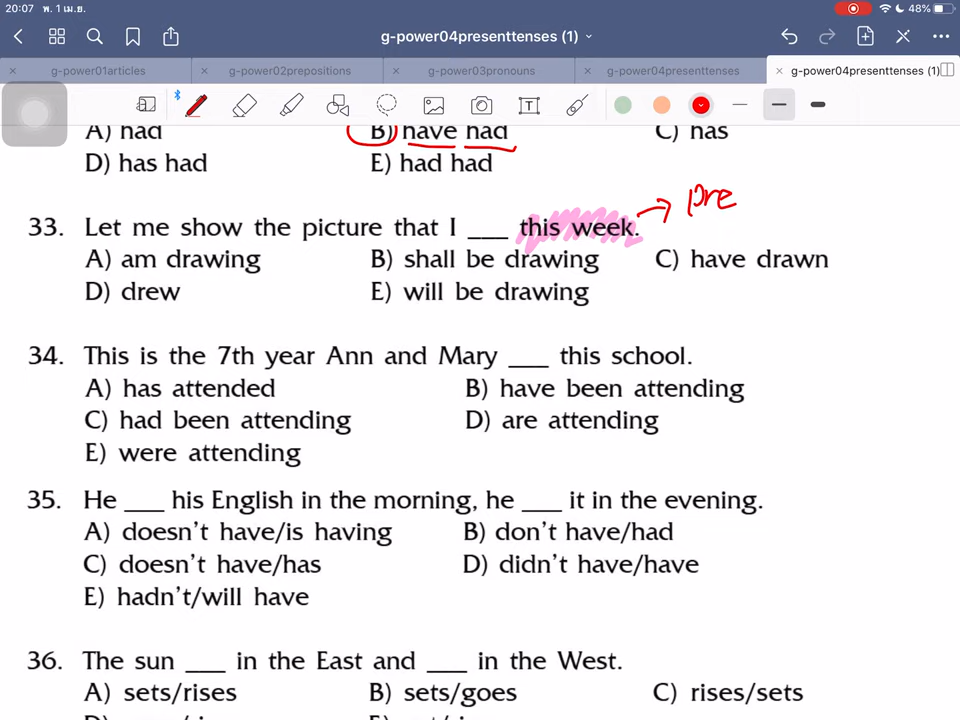 20:07 พ. 1 เม.ย. 48%
g-power04presenttenses (1)
g-power01articles g-power02prepositions g-power03pronouns g-power04presenttenses g-power04presenttenses (1)
A) had B) have had C) has
D) has had E) had had
pre
33. Let me show the picture that I ___ this week.
A) am drawing B) shall be drawing C) have drawn
D) drew E) will be drawing
34. This is the 7th year Ann and Mary ___ this school.
A) has attended B) have been attending
C) had been attending D) are attending
E) were attending
35. He ___ his English in the morning, he ___ it in the evening.
A) doesn't have/is having B) don't have/had
C) doesn't have/has D) didn't have/have
E) hadn't/will have
36. The sun ___ in the East and ___ in the West.
A) sets/rises B) sets/goes C) rises/sets